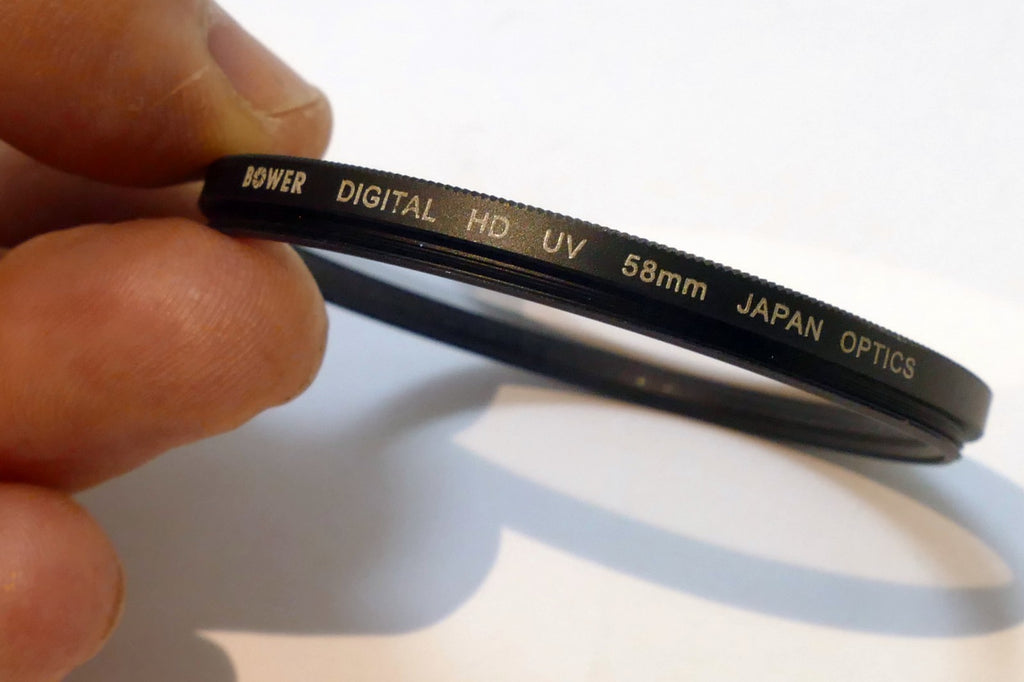 BOWER DIGITAL HD UV 58mm JAPAN OPTICS